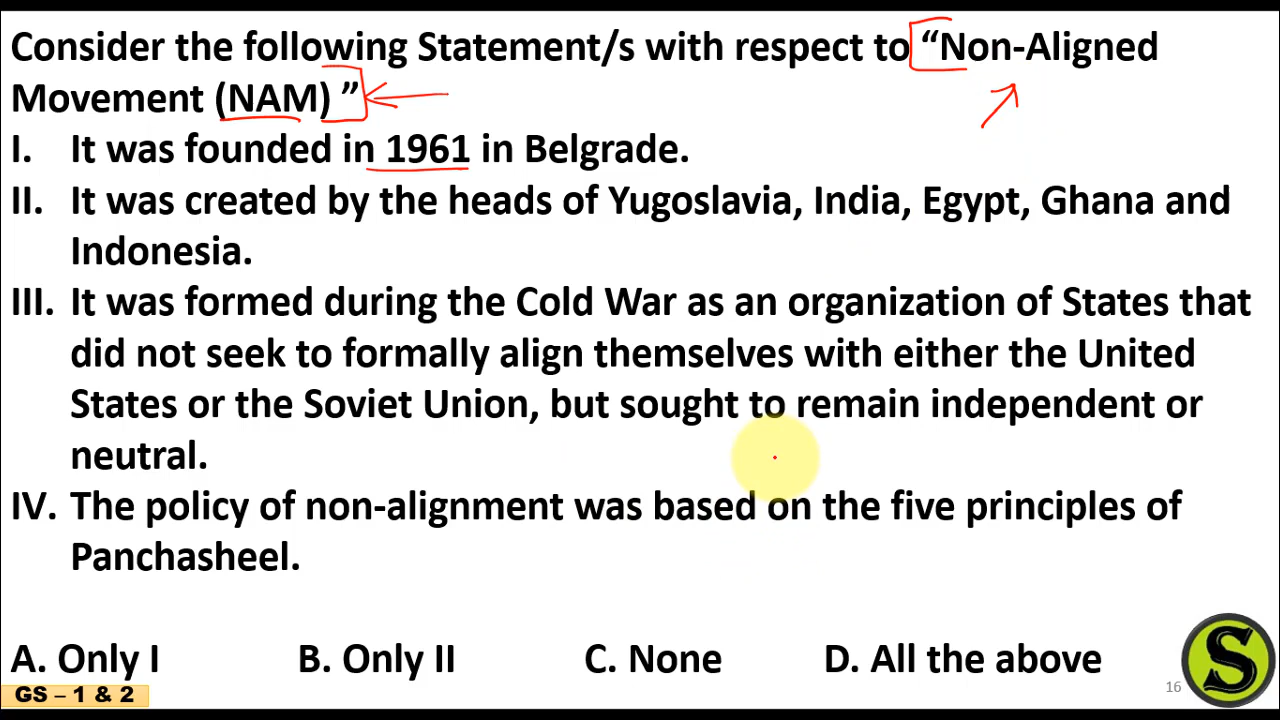 Consider the following Statement/s with respect to “Non-Aligned
Movement (NAM) ”
I. It was founded in 1961 in Belgrade.
II. It was created by the heads of Yugoslavia, India, Egypt, Ghana and
Indonesia.
III. It was formed during the Cold War as an organization of States that
did not seek to formally align themselves with either the United
States or the Soviet Union, but sought to remain independent or
neutral.
IV. The policy of non-alignment was based on the five principles of
Panchasheel.
A. Only I B. Only II C. None D. All the above
GS – 1 & 2 16 S